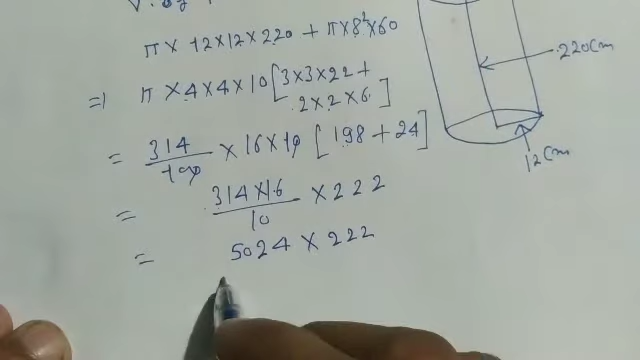 π × 12×12×220 + π×8²×60
220cm
=) π ×4×4×10 [3×3×22+
2×2×6]
= 314/100 ×16×10 [198+24]
12cm
= 314×16/10 × 222
= 5024 × 222